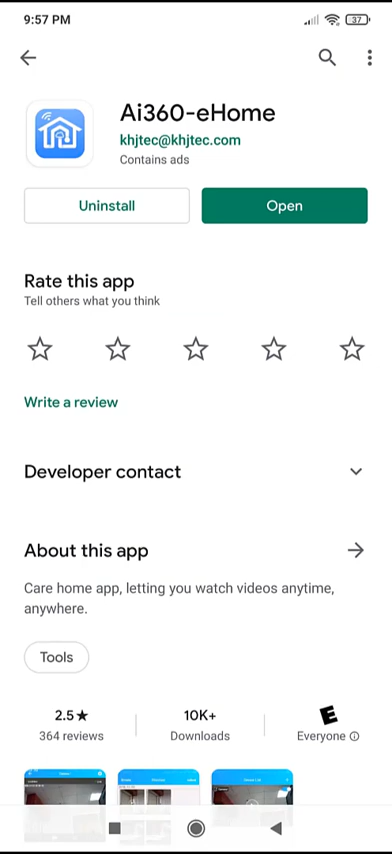 9:57 PM
37
Ai360-eHome
khjtec@khjtec.com
Contains ads
Uninstall
Open
Rate this app
Tell others what you think
Write a review
Developer contact
About this app
Care home app, letting you watch videos anytime,
anywhere.
Tools
2.5★
10K+
E
364 reviews
Downloads
Everyone